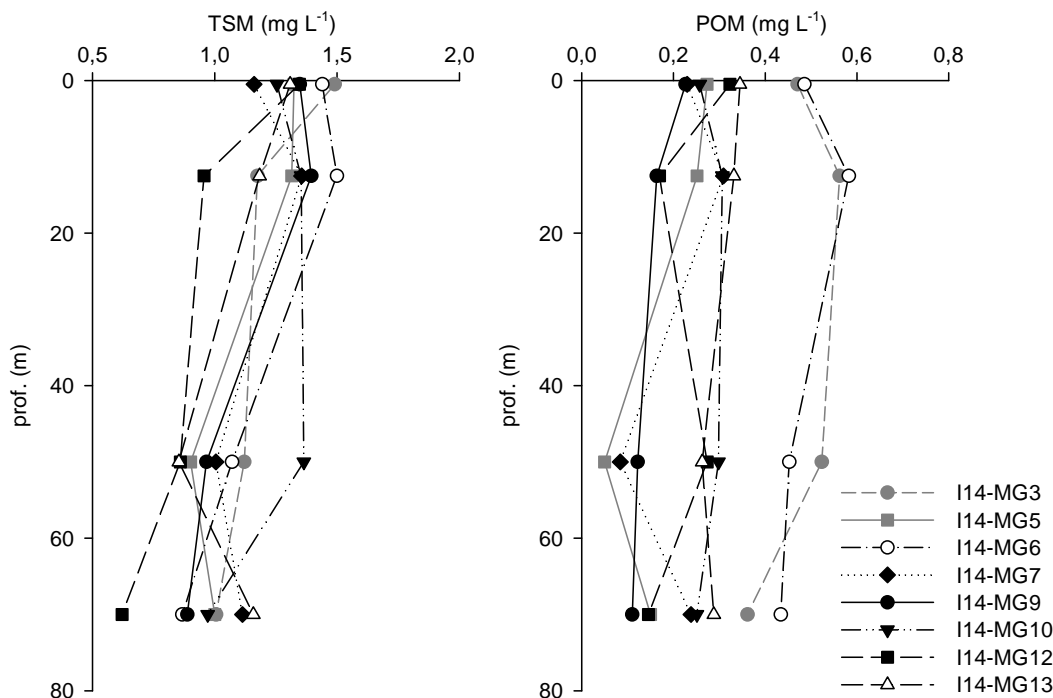 TSM (mg L⁻¹)
0,5 1,0 1,5 2,0
prof. (m)
0
20
40
60
80
POM (mg L⁻¹)
0,0 0,2 0,4 0,6 0,8
prof. (m)
0
20
40
60
80
I14-MG3
I14-MG5
I14-MG6
I14-MG7
I14-MG9
I14-MG10
I14-MG12
I14-MG13